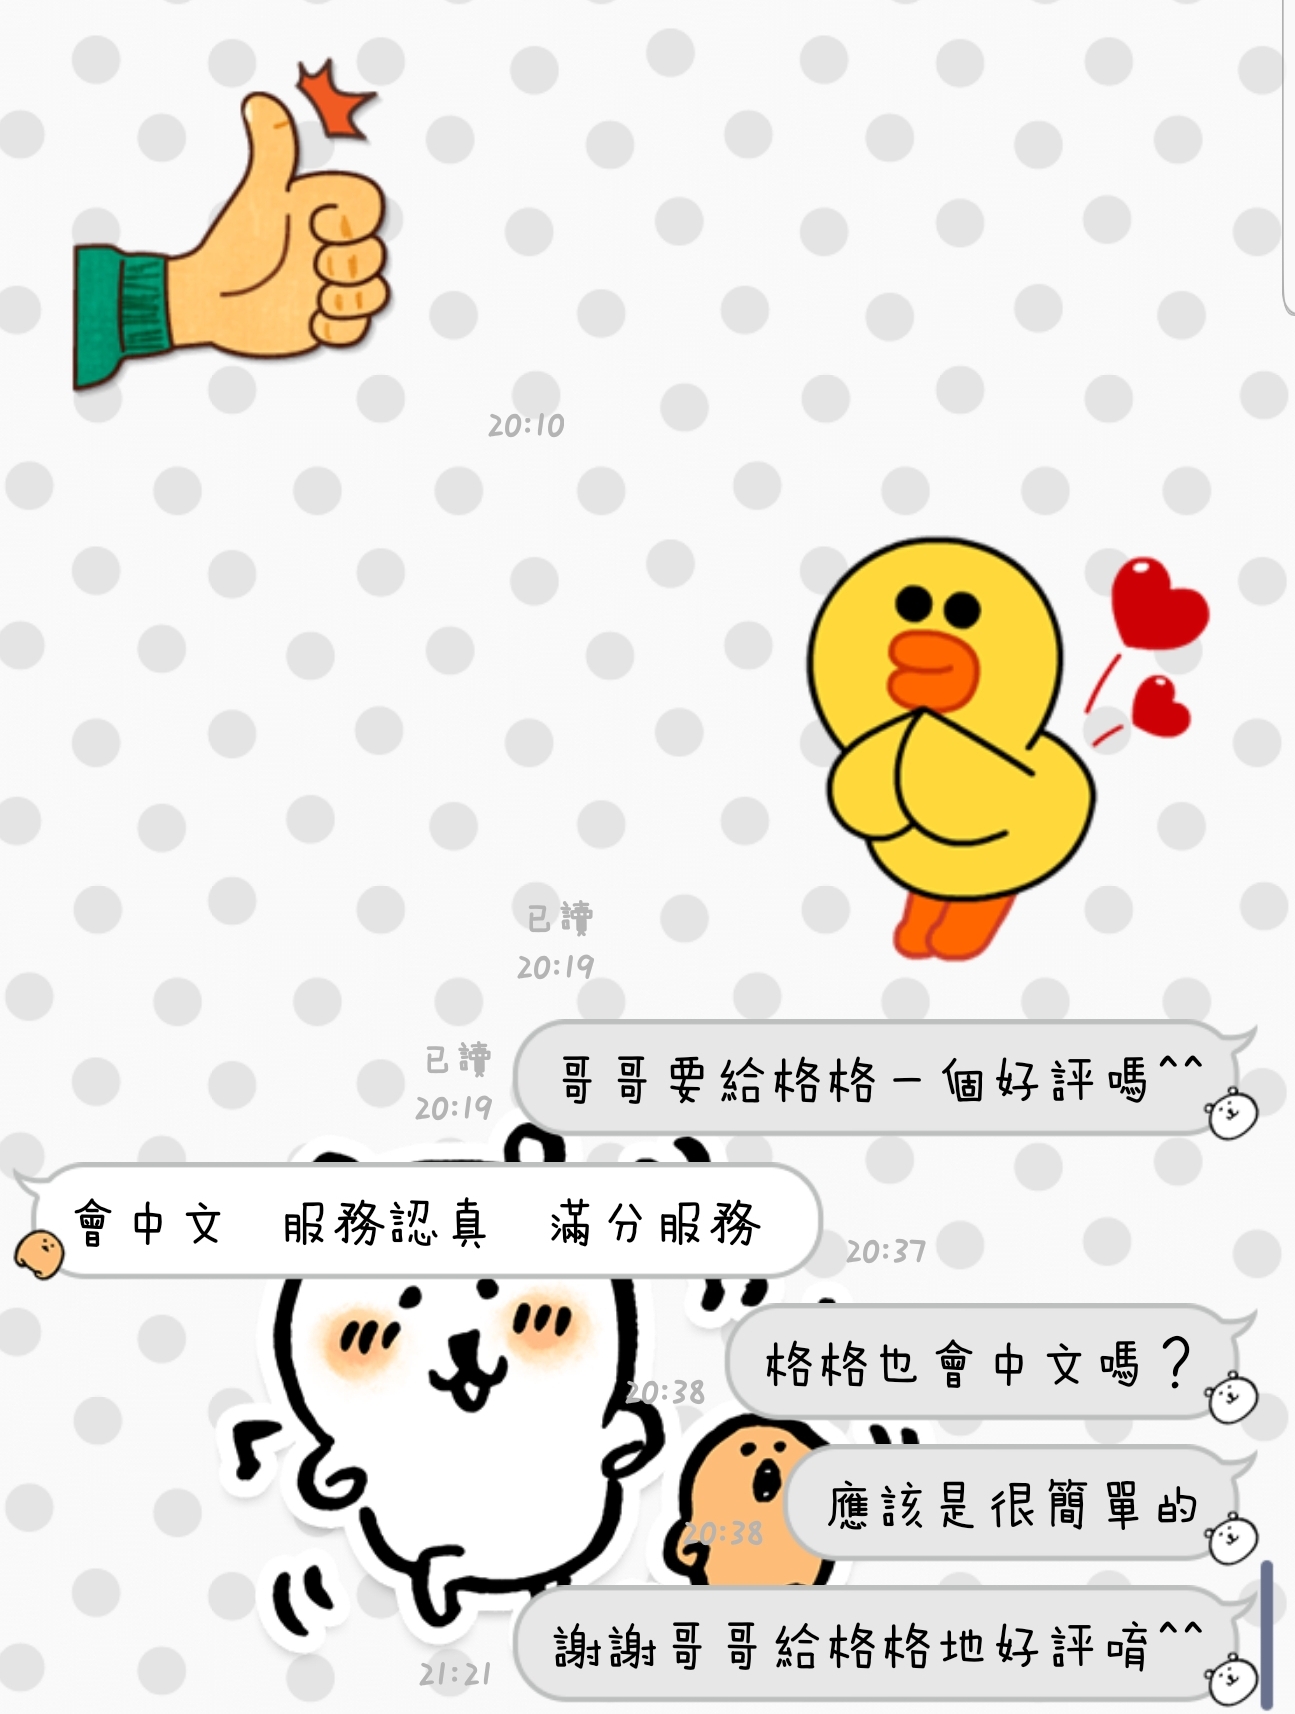 20:10
已讀
20:19
已讀
20:19
哥哥要給格格一個好評嗎^^
會中文 服務認真 滿分服務
20:37
格格也會中文嗎？
20:38
應該是很簡單的
20:38
謝謝哥哥給格格地好評唷^^
21:21